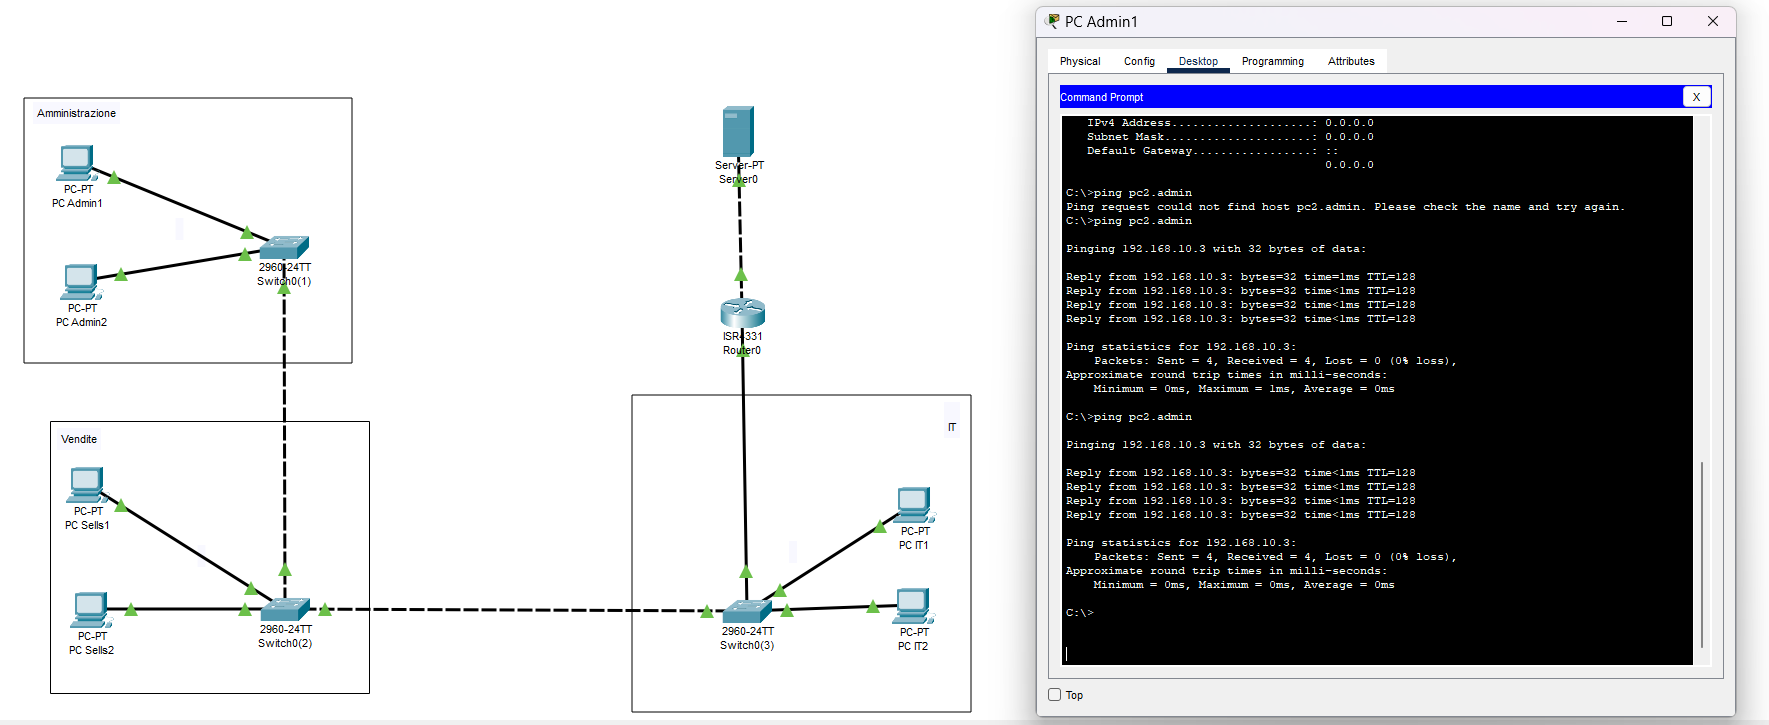 Amministrazione
PC-PT
PC Admin1
PC-PT
PC Admin2
2960-24TT
Switch0(1)
Vendite
PC-PT
PC Sells1
PC-PT
PC Sells2
2960-24TT
Switch0(2)
Server-PT
Server0
ISR4331
Router0
IT
PC-PT
PC IT1
PC-PT
PC IT2
2960-24TT
Switch0(3)
PC Admin1
Physical Config Desktop Programming Attributes
Command Prompt
X
IPv4 Address....................: 0.0.0.0
Subnet Mask.....................: 0.0.0.0
Default Gateway.................: ::
0.0.0.0
C:\>ping pc2.admin
Ping request could not find host pc2.admin. Please check the name and try again.
C:\>ping pc2.admin
Pinging 192.168.10.3 with 32 bytes of data:
Reply from 192.168.10.3: bytes=32 time=1ms TTL=128
Reply from 192.168.10.3: bytes=32 time<1ms TTL=128
Reply from 192.168.10.3: bytes=32 time<1ms TTL=128
Reply from 192.168.10.3: bytes=32 time<1ms TTL=128
Ping statistics for 192.168.10.3:
Packets: Sent = 4, Received = 4, Lost = 0 (0% loss),
Approximate round trip times in milli-seconds:
Minimum = 0ms, Maximum = 1ms, Average = 0ms
C:\>ping pc2.admin
Pinging 192.168.10.3 with 32 bytes of data:
Reply from 192.168.10.3: bytes=32 time<1ms TTL=128
Reply from 192.168.10.3: bytes=32 time<1ms TTL=128
Reply from 192.168.10.3: bytes=32 time<1ms TTL=128
Reply from 192.168.10.3: bytes=32 time<1ms TTL=128
Ping statistics for 192.168.10.3:
Packets: Sent = 4, Received = 4, Lost = 0 (0% loss),
Approximate round trip times in milli-seconds:
Minimum = 0ms, Maximum = 0ms, Average = 0ms
C:\>
Top